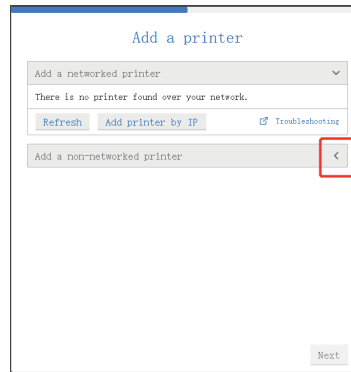 Add a printer
Add a networked printer
There is no printer found over your network.
Refresh
Add printer by IP
Troubleshooting
Add a non-networked printer
Next